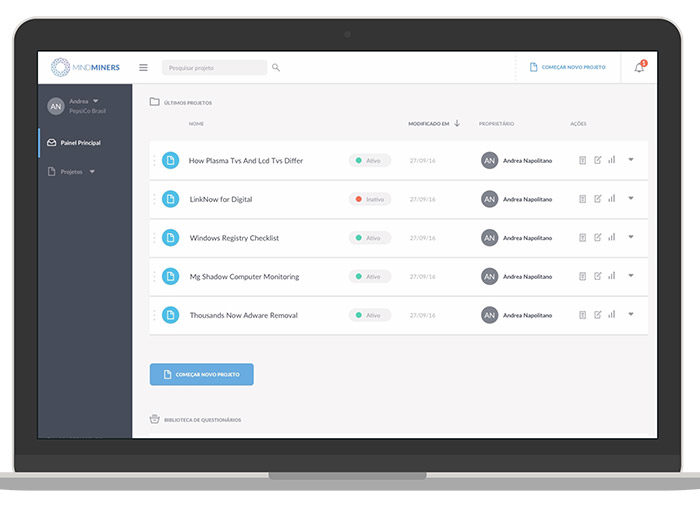 MINDMINERS
Pesquisar projeto
COMEÇAR NOVO PROJETO
5
AN
Andrea
PepsiCo Brasil
Painel Principal
Projetos
ÚLTIMOS PROJETOS
NOME MODIFICADO EM PROPRIETÁRIO AÇÕES
How Plasma Tvs And Lcd Tvs Differ Ativo 27/09/16 AN Andrea Napolitano
LinkNow for Digital Inativo 27/09/16 AN Andrea Napolitano
Windows Registry Checklist Ativo 27/09/16 AN Andrea Napolitano
Mg Shadow Computer Monitoring Ativo 27/09/16 AN Andrea Napolitano
Thousands Now Adware Removal Ativo 27/09/16 AN Andrea Napolitano
COMEÇAR NOVO PROJETO
BIBLIOTECA DE QUESTIONÁRIOS